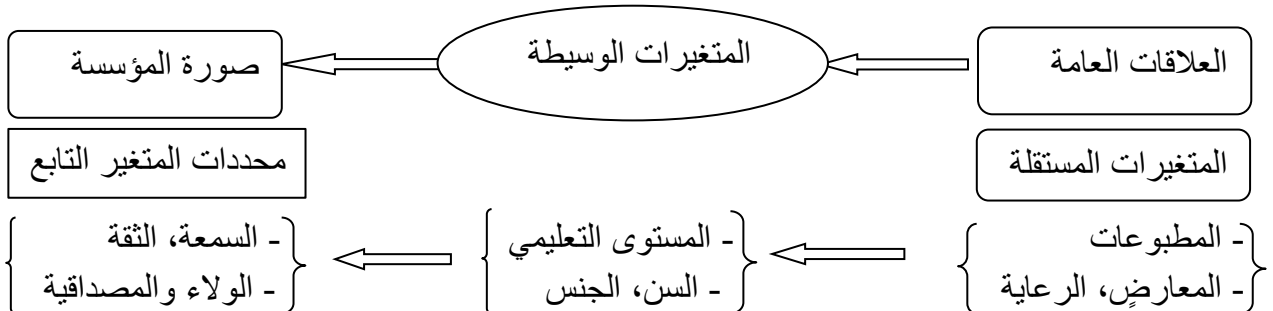 العلاقات العامة
المتغيرات الوسيطة
صورة المؤسسة
المتغيرات المستقلة
محددات المتغير التابع
- المطبوعات
- المعارضٍ، الرعاية
- المستوى التعليمي
- السن، الجنس
- السمعة، الثقة
- الولاء والمصداقية